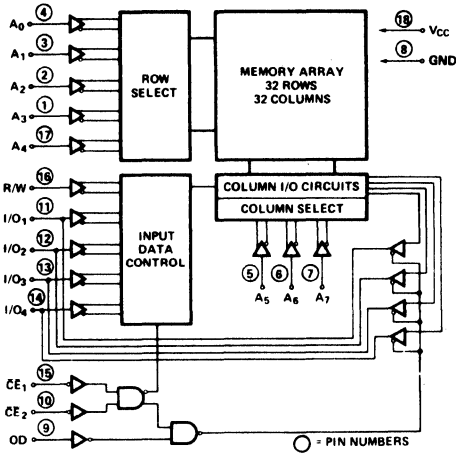 A0 4
A1 3
A2 2
A3 1
A4 17
ROW
SELECT
MEMORY ARRAY
32 ROWS
32 COLUMNS
18 VCC
8 GND
R/W 16
I/O1 11
I/O2 12
I/O3 13
I/O4 14
INPUT
DATA
CONTROL
COLUMN I/O CIRCUITS
COLUMN SELECT
5 6 7
A5 A6 A7
C̅E̅1 15
C̅E̅2 10
OD 9
= PIN NUMBERS